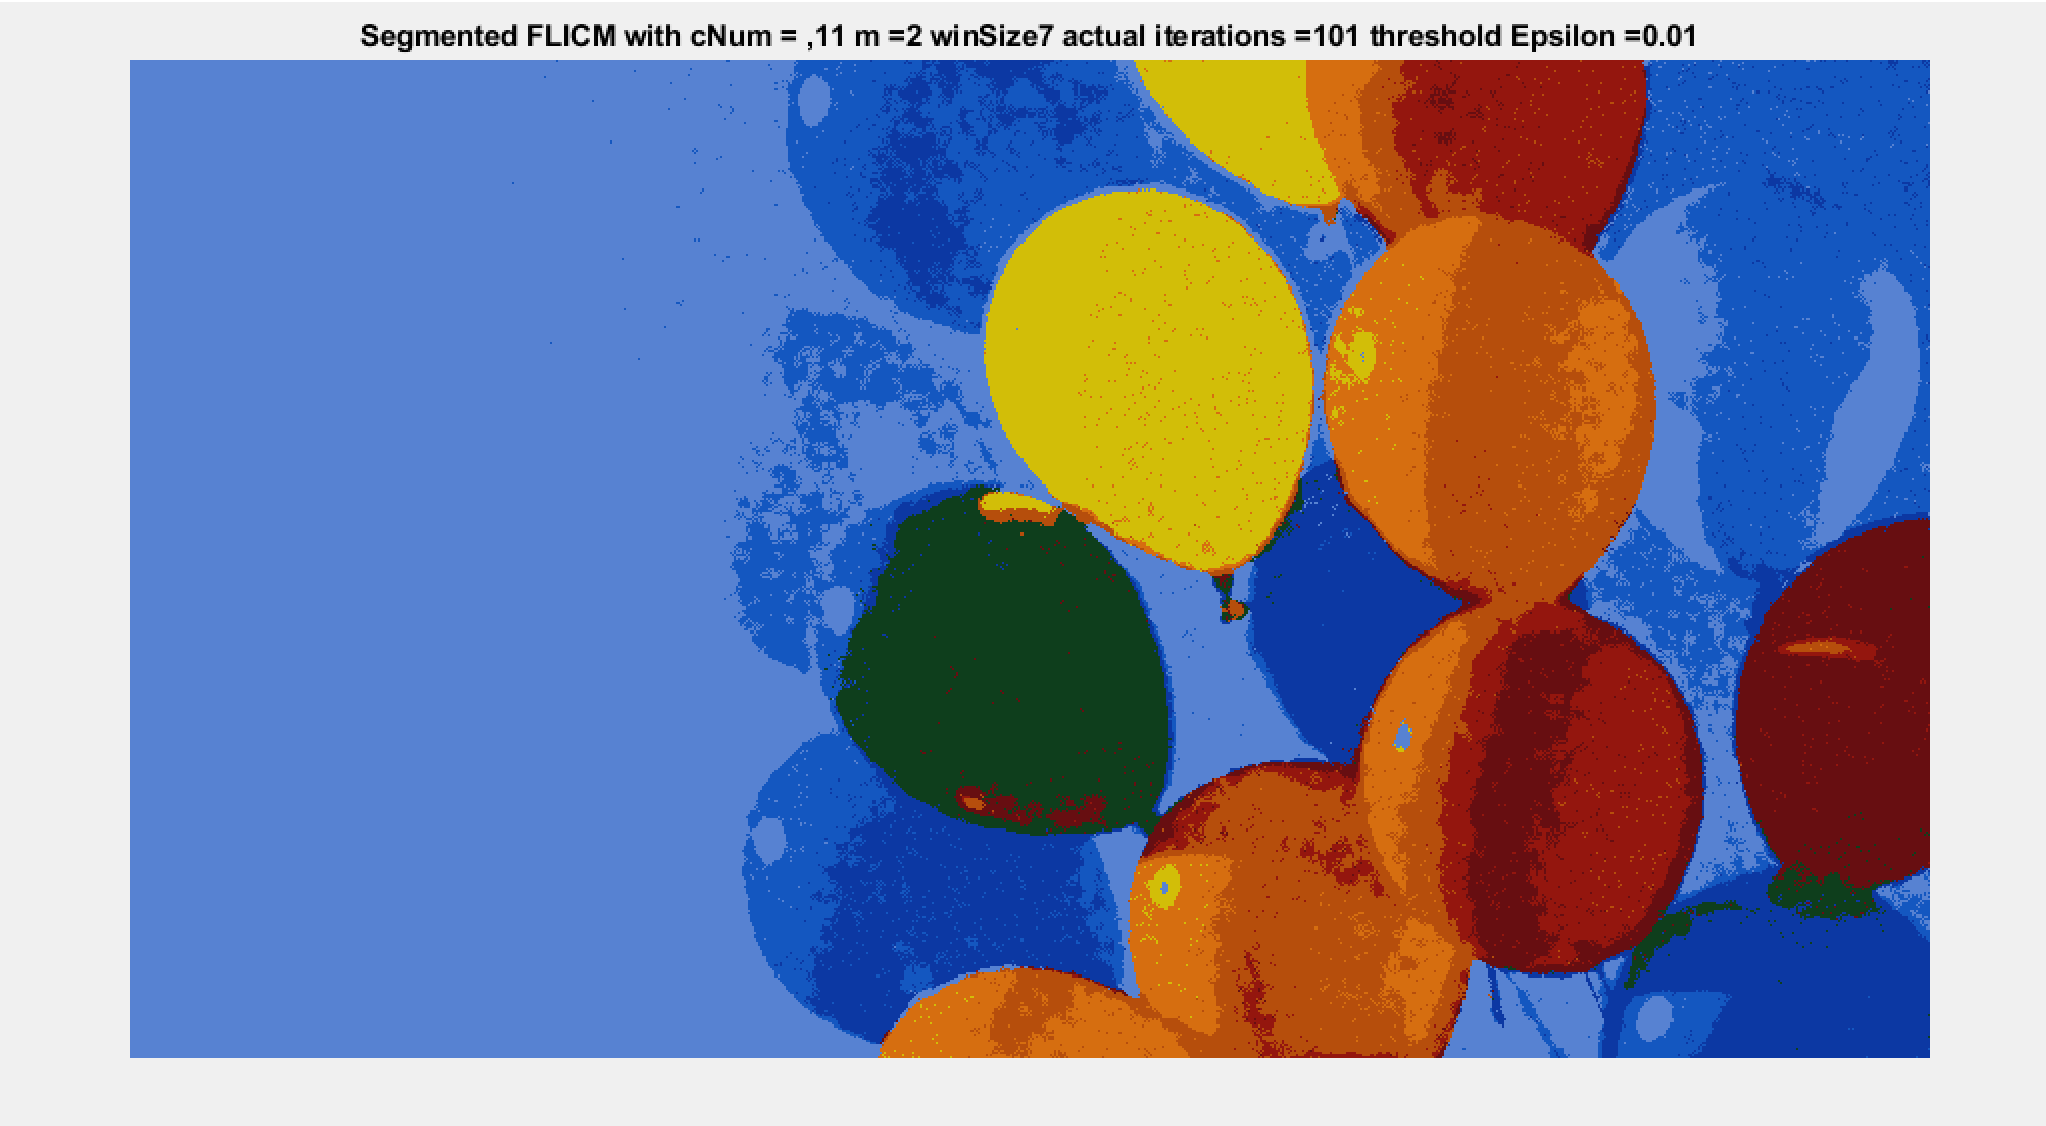 Segmented FLICM with cNum = ,11 m =2 winSize7 actual iterations =101 threshold Epsilon =0.01